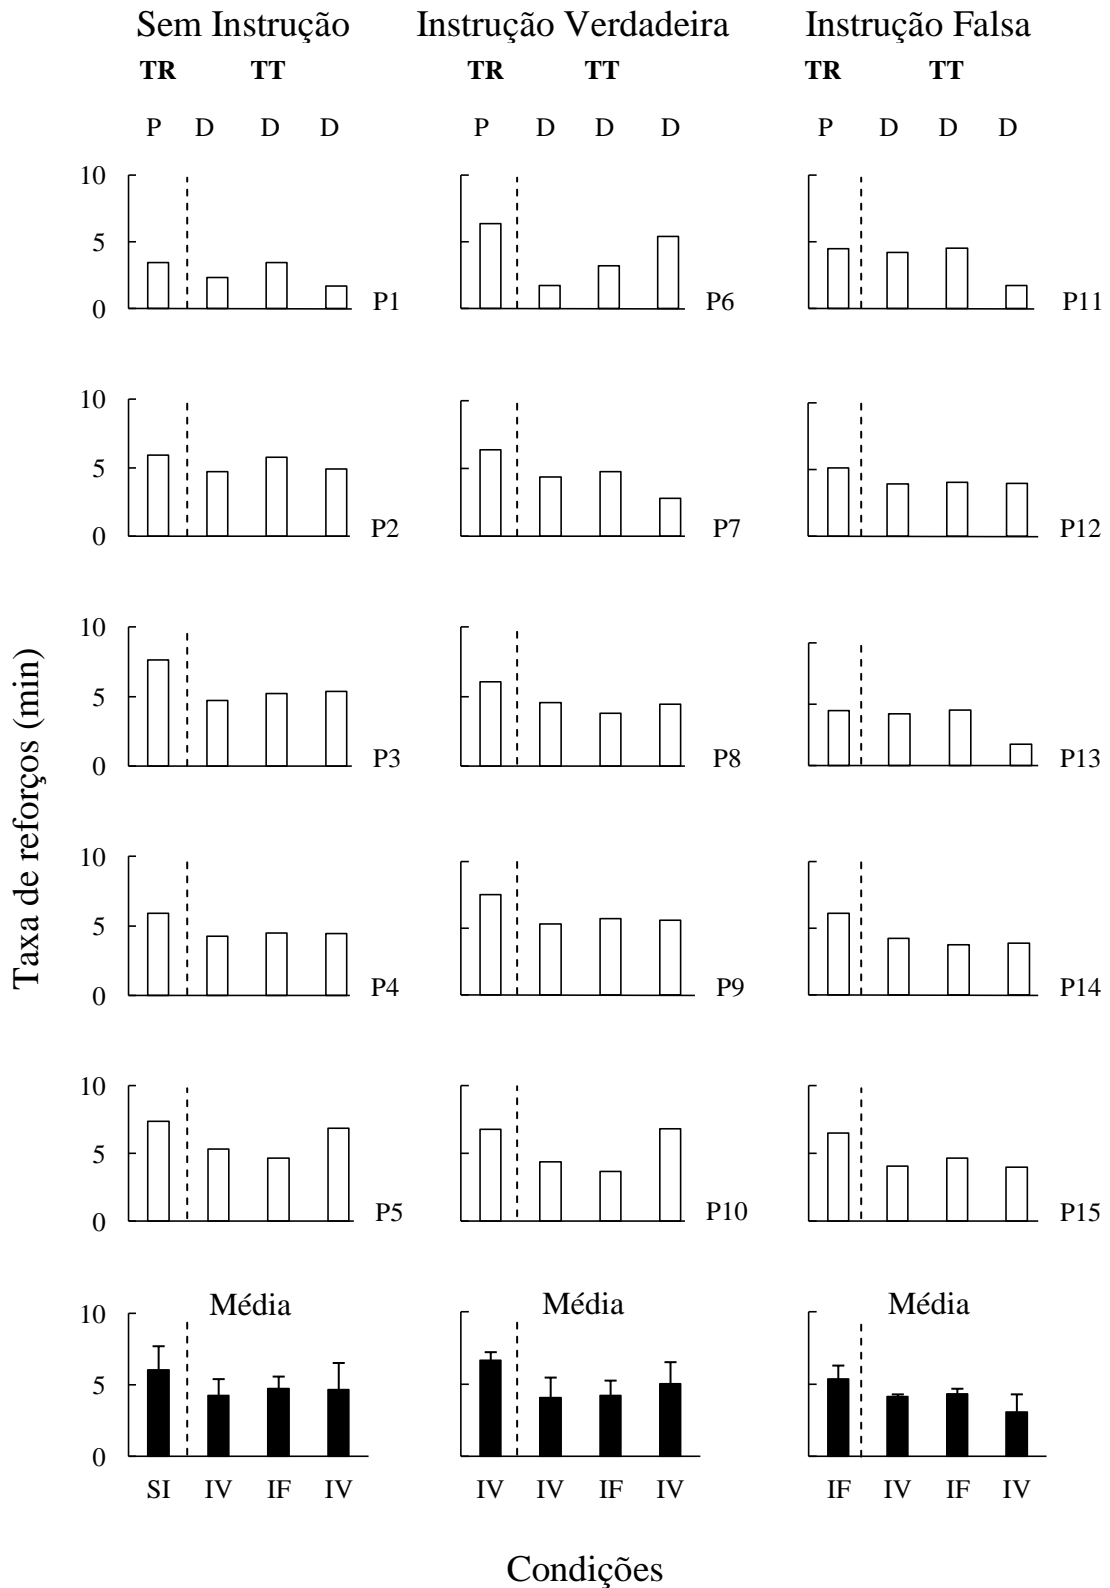 Sem Instrução Instrução Verdadeira Instrução Falsa
TR TT TR TT TR TT
P D D D P D D D P D D D
10
5
0
P1 P6 P11
10
5
0
P2 P7 P12
10
5
0
P3 P8 P13
10
5
0
P4 P9 P14
10
5
0
P5 P10 P15
Taxa de reforços (min)
Média Média Média
10
5
0
SI IV IF IV IV IV IF IV IF IV IF IV
Condições